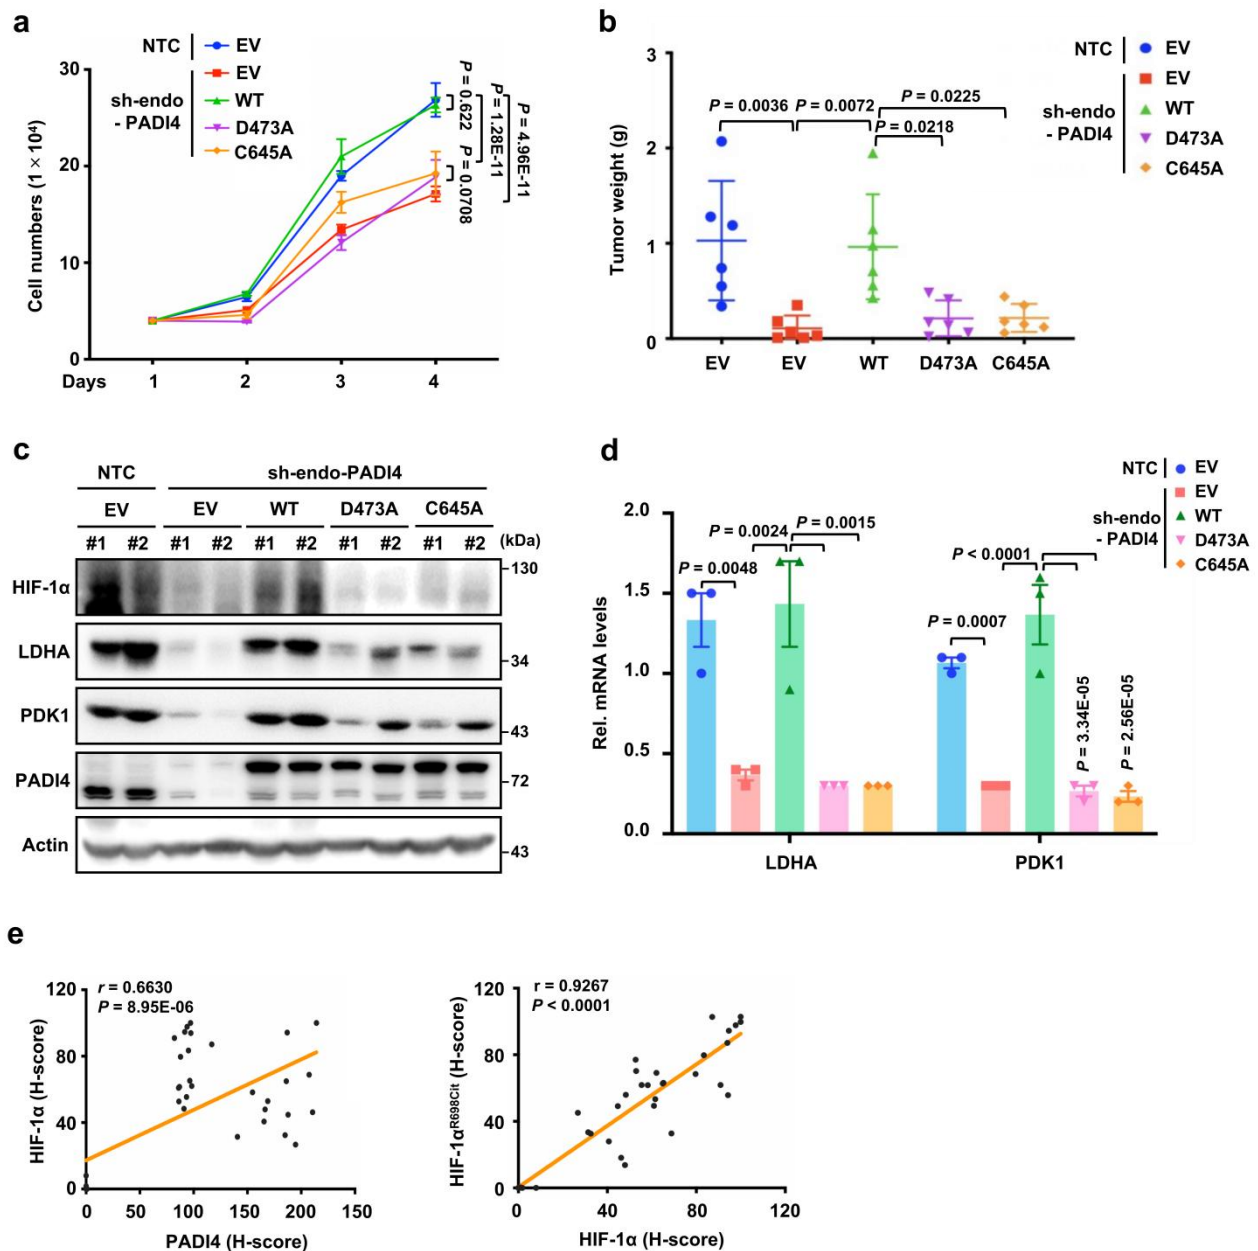 a
NTC EV
sh-endo
- PADI4
EV
WT
D473A
C645A
Cell numbers (1 × 10⁴)
30
20
10
0
Days 1 2 3 4
P = 0.622
P = 0.0708
P = 1.28E-11
P = 4.96E-11
b
NTC EV
sh-endo
- PADI4
EV
WT
D473A
C645A
Tumor weight (g)
3
2
1
0
P = 0.0036
P = 0.0072
P = 0.0225
P = 0.0218
EV EV WT D473A C645A
c
NTC sh-endo-PADI4
EV EV WT D473A C645A
#1 #2 #1 #2 #1 #2 #1 #2 #1 #2 (kDa)
HIF-1α 130
LDHA 34
PDK1 43
PADI4 72
Actin 43
d
NTC EV
sh-endo
- PADI4
EV
WT
D473A
C645A
Rel. mRNA levels
2.0
1.5
1.0
0.5
0.0
P = 0.0048
P = 0.0024
P = 0.0015
P = 0.0007
P < 0.0001
P = 3.34E-05
P = 2.56E-05
LDHA PDK1
e
r = 0.6630
P = 8.95E-06
HIF-1α (H-score)
120
80
40
0
0 50 100 150 200 150
PADI4 (H-score)
r = 0.9267
P < 0.0001
HIF-1αᴿ⁶⁹⁸ᶜⁱᵗ (H-score)
120
80
40
0
0 40 80 120
HIF-1α (H-score)